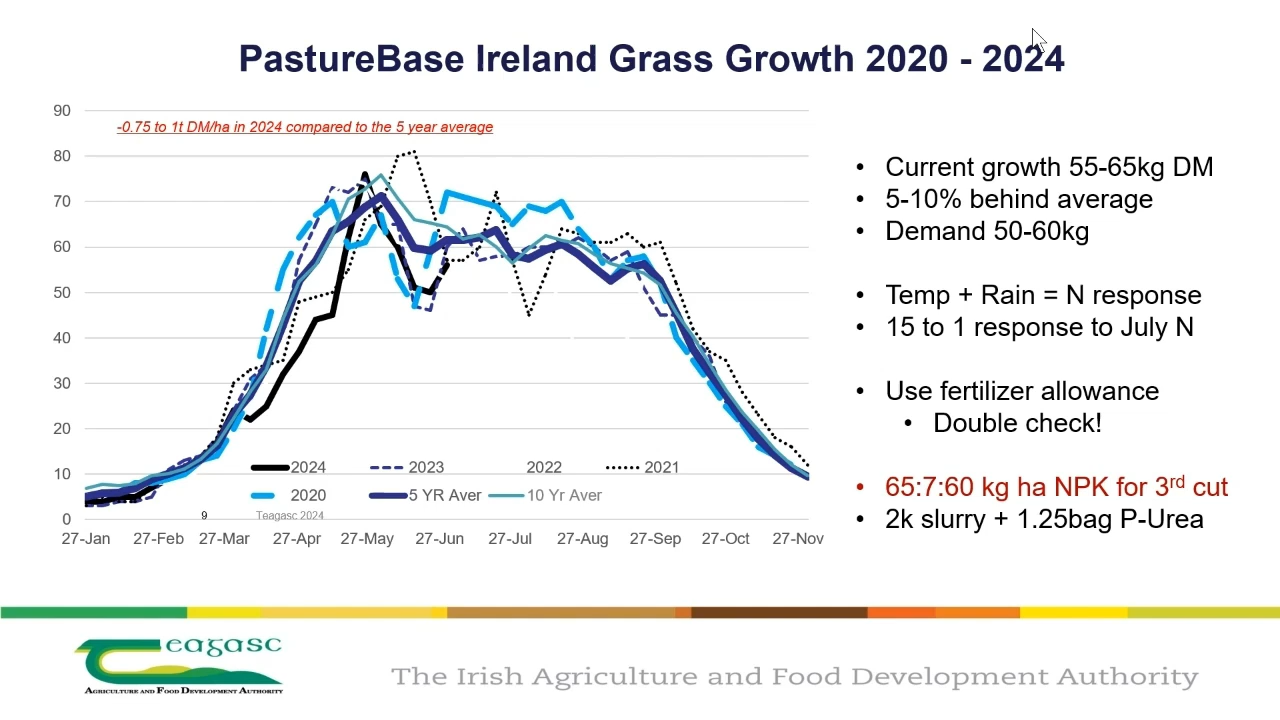 PastureBase Ireland Grass Growth 2020 - 2024
90
80
70
60
50
40
30
20
10
0
-0.75 to 1t DM/ha in 2024 compared to the 5 year average
2024
2023
2022
2021
2020
5 YR Aver
10 Yr Aver
9
Teagasc 2024
27-Jan
27-Feb
27-Mar
27-Apr
27-May
27-Jun
27-Jul
27-Aug
27-Sep
27-Oct
27-Nov
• Current growth 55-65kg DM
• 5-10% behind average
• Demand 50-60kg
• Temp + Rain = N response
• 15 to 1 response to July N
• Use fertilizer allowance
• Double check!
• 65:7:60 kg ha NPK for 3rd cut
• 2k slurry + 1.25bag P-Urea
Teagasc
AGRICULTURE AND FOOD DEVELOPMENT AUTHORITY
The Irish Agriculture and Food Development Authority